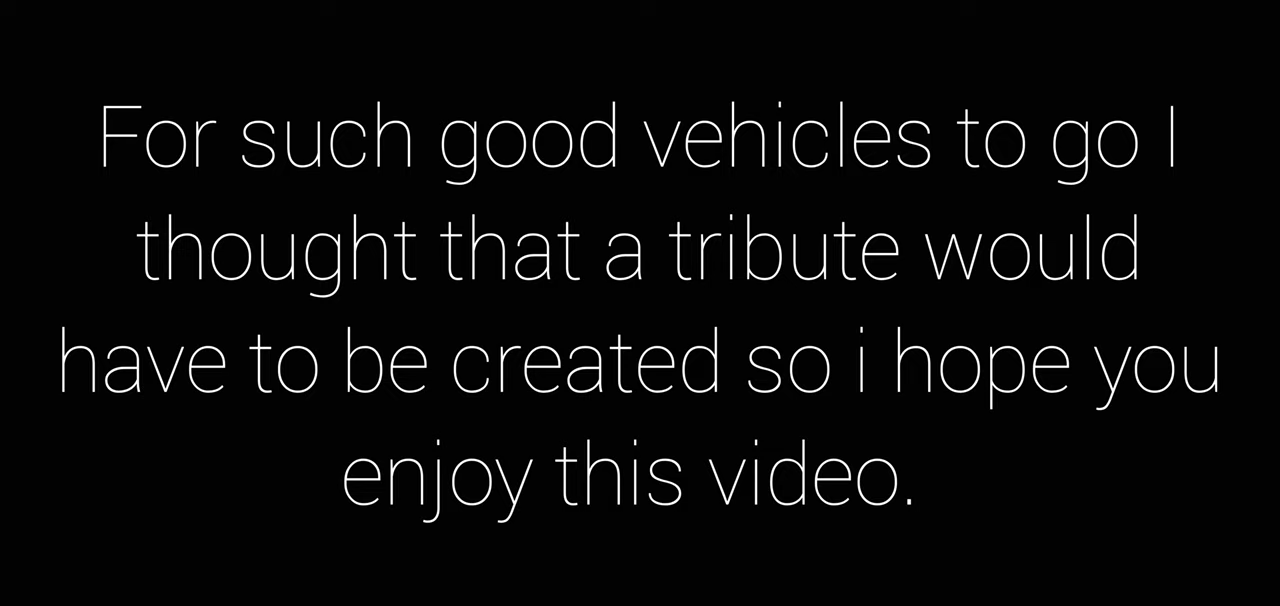 For such good vehicles to go I
thought that a tribute would
have to be created so i hope you
enjoy this video.